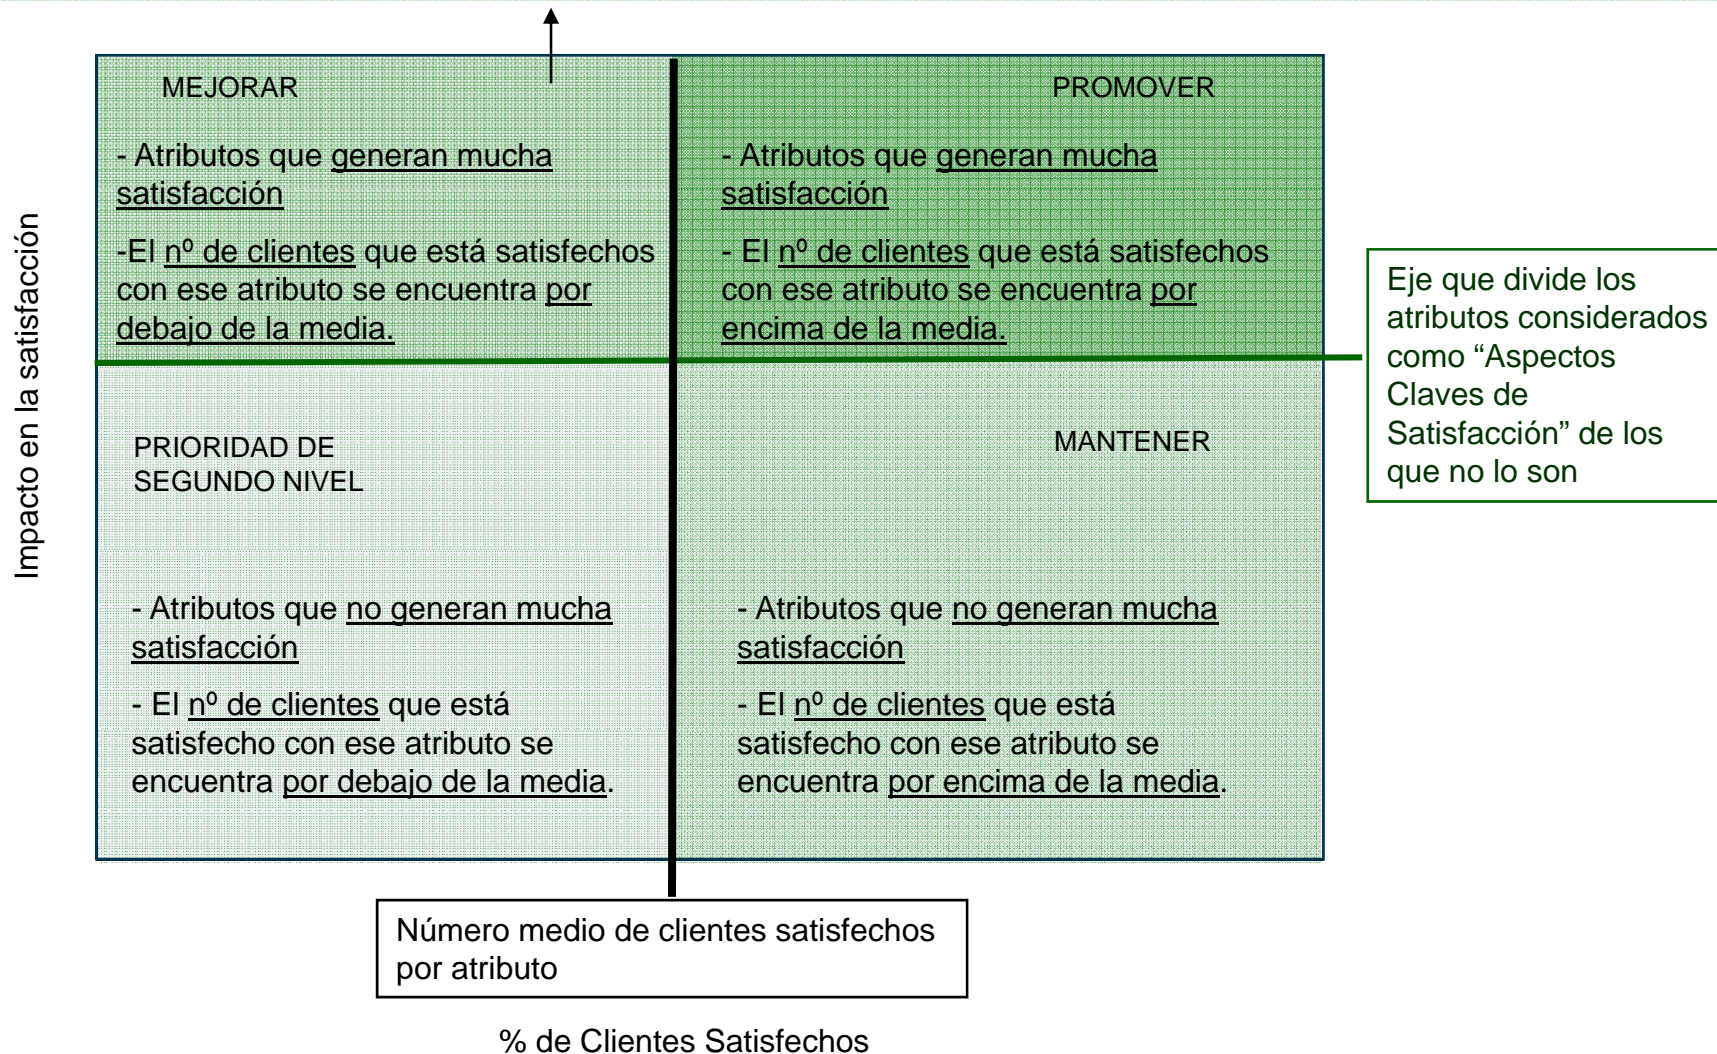 MEJORAR
- Atributos que generan mucha
satisfacción
-El nº de clientes que está satisfechos
con ese atributo se encuentra por
debajo de la media.
PROMOVER
- Atributos que generan mucha
satisfacción
- El nº de clientes que está satisfechos
con ese atributo se encuentra por
encima de la media.
Impacto en la satisfacción
Eje que divide los
atributos considerados
como “Aspectos
Claves de
Satisfacción” de los
que no lo son
PRIORIDAD DE
SEGUNDO NIVEL
- Atributos que no generan mucha
satisfacción
- El nº de clientes que está
satisfecho con ese atributo se
encuentra por debajo de la media.
MANTENER
- Atributos que no generan mucha
satisfacción
- El nº de clientes que está
satisfecho con ese atributo se
encuentra por encima de la media.
Número medio de clientes satisfechos
por atributo
% de Clientes Satisfechos